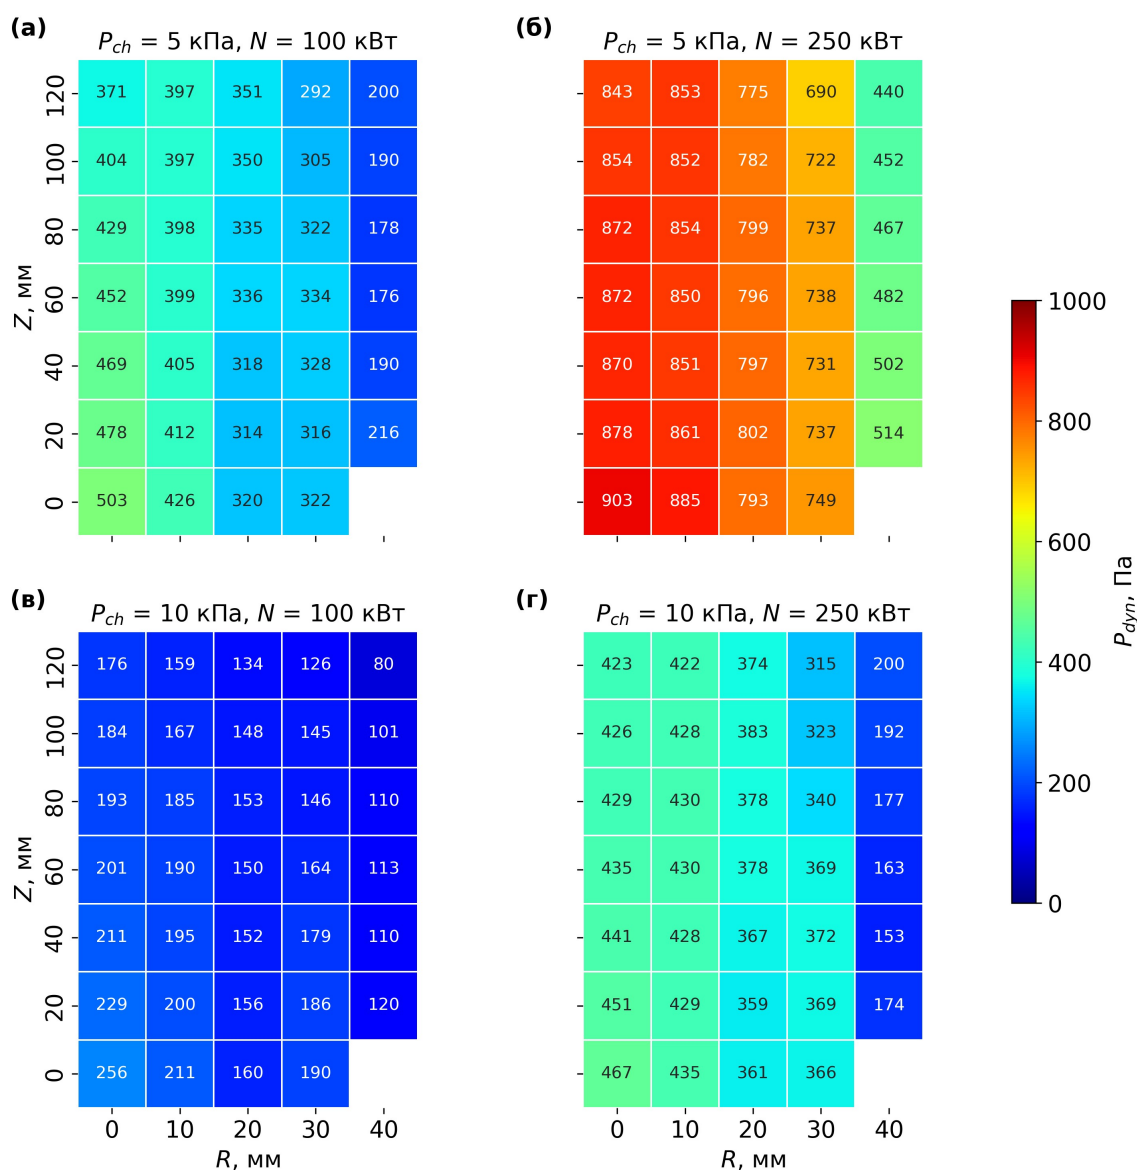 (а)
P_ch = 5 кПа, N = 100 кВт
120 371 397 351 292 200
100 404 397 350 305 190
80 429 398 335 322 178
60 452 399 336 334 176
40 469 405 318 328 190
20 478 412 314 316 216
0 503 426 320 322
Z, мм
(б)
P_ch = 5 кПа, N = 250 кВт
843 853 775 690 440
854 852 782 722 452
872 854 799 737 467
872 850 796 738 482
870 851 797 731 502
878 861 802 737 514
903 885 793 749
(в)
P_ch = 10 кПа, N = 100 кВт
120 176 159 134 126 80
100 184 167 148 145 101
80 193 185 153 146 110
60 201 190 150 164 113
40 211 195 152 179 110
20 229 200 156 186 120
0 256 211 160 190
Z, мм
0 10 20 30 40
R, мм
(г)
P_ch = 10 кПа, N = 250 кВт
423 422 374 315 200
426 428 383 323 192
429 430 378 340 177
435 430 378 369 163
441 428 367 372 153
451 429 359 369 174
467 435 361 366
0 10 20 30 40
R, мм
1000
800
600
400
200
0
P_dyn, Па